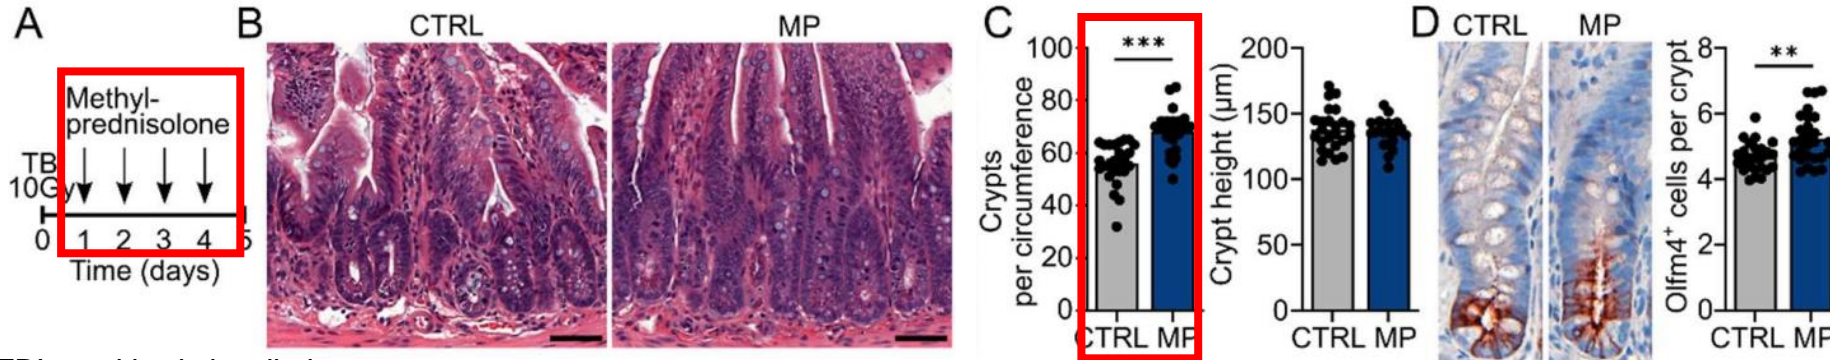 A
Methyl-
prednisolone
TB
10Gy
0 1 2 3 4 5
Time (days)
B
CTRL MP
C
Crypts
per circumference
100
80
60
40
20
0
***
CTRL MP
Crypt height (µm)
200
150
100
50
0
CTRL MP
D
CTRL MP
Olfm4⁺ cells per crypt
8
6
4
2
0
**
CTRL MP